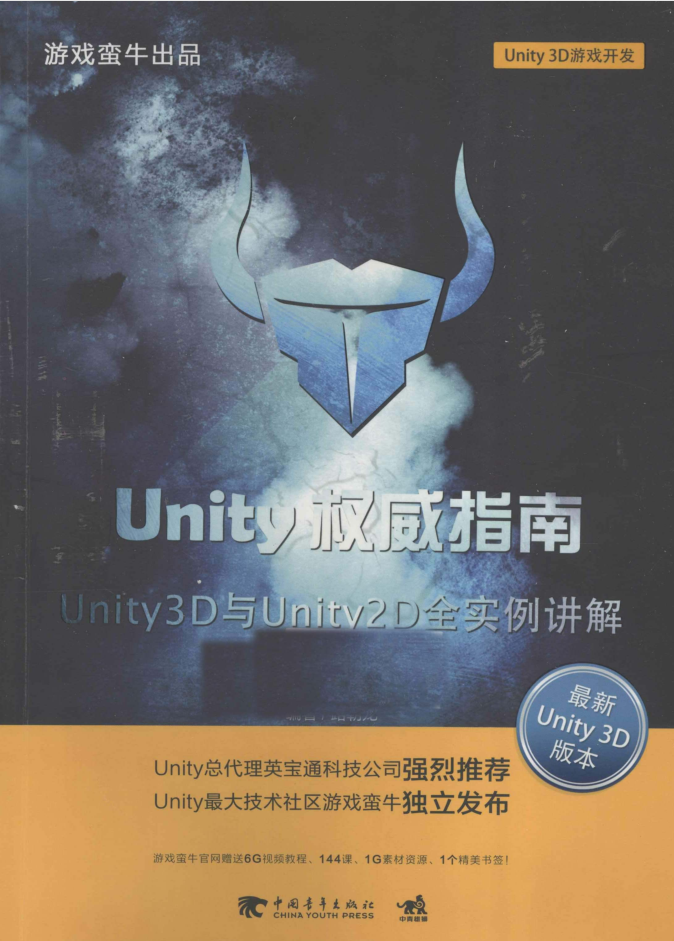 游戏蛮牛出品
Unity 3D游戏开发
Unity 权威指南
Unity3D与Unity2D全实例讲解
最新
Unity 3D
版本
Unity总代理英宝通科技公司强烈推荐
Unity最大技术社区游戏蛮牛独立发布
游戏蛮牛官网赠送6G视频教程、144课、1G素材资源、1个精美书签!
中国青年出版社
CHINA YOUTH PRESS
中青雄狮